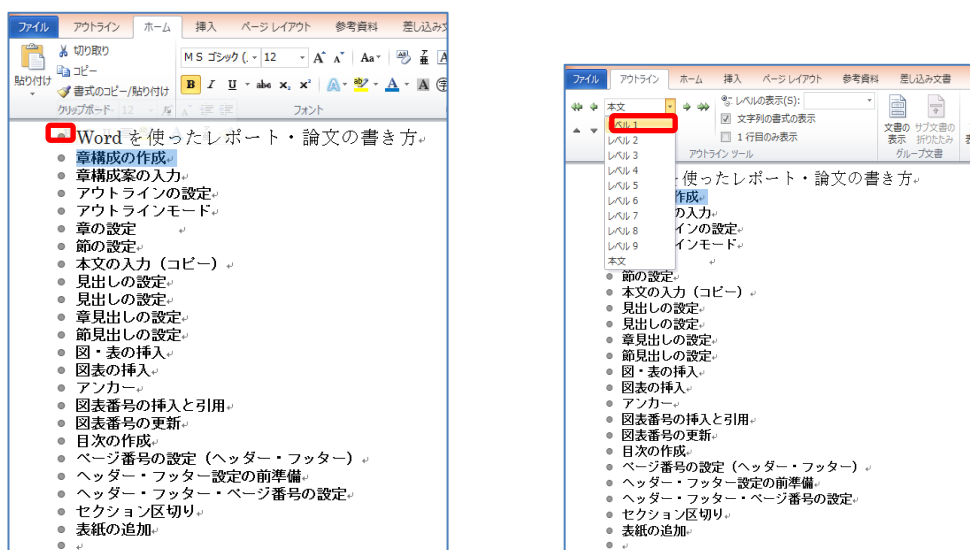 ファイル アウトライン ホーム 挿入 ページ レイアウト 参考資料 差し込み文
切り取り
コピー
書式のコピー/貼り付け
貼り付け
クリップボード
ＭＳ ゴシック (. 12
フォント
Wordを使ったレポート・論文の書き方
章構成の作成
章構成案の入力
アウトラインの設定
アウトラインモード
章の設定
節の設定
本文の入力（コピー）
見出しの設定
見出しの設定
章見出しの設定
節見出しの設定
図・表の挿入
図表の挿入
アンカー
図表番号の挿入と引用
図表番号の更新
目次の作成
ページ番号の設定（ヘッダー・フッター）
ヘッダー・フッター設定の前準備
ヘッダー・フッター・ページ番号の設定
セクション区切り
表紙の追加
ファイル アウトライン ホーム 挿入 ページ レイアウト 参考資料 差し込み文書
本文
レベルの表示(S):
文字列の書式の表示
1 行目のみ表示
アウトライン ツール
文書の表示
サブ文書の折りたたみ
グループ文書
レベル 1
レベル 2
レベル 3
レベル 4
レベル 5
レベル 6
レベル 7
レベル 8
レベル 9
本文
使ったレポート・論文の書き方
作成
の入力
インの設定
インモード
節の設定
本文の入力（コピー）
見出しの設定
見出しの設定
章見出しの設定
節見出しの設定
図・表の挿入
図表の挿入
アンカー
図表番号の挿入と引用
図表番号の更新
目次の作成
ページ番号の設定（ヘッダー・フッター）
ヘッダー・フッター設定の前準備
ヘッダー・フッター・ページ番号の設定
セクション区切り
表紙の追加